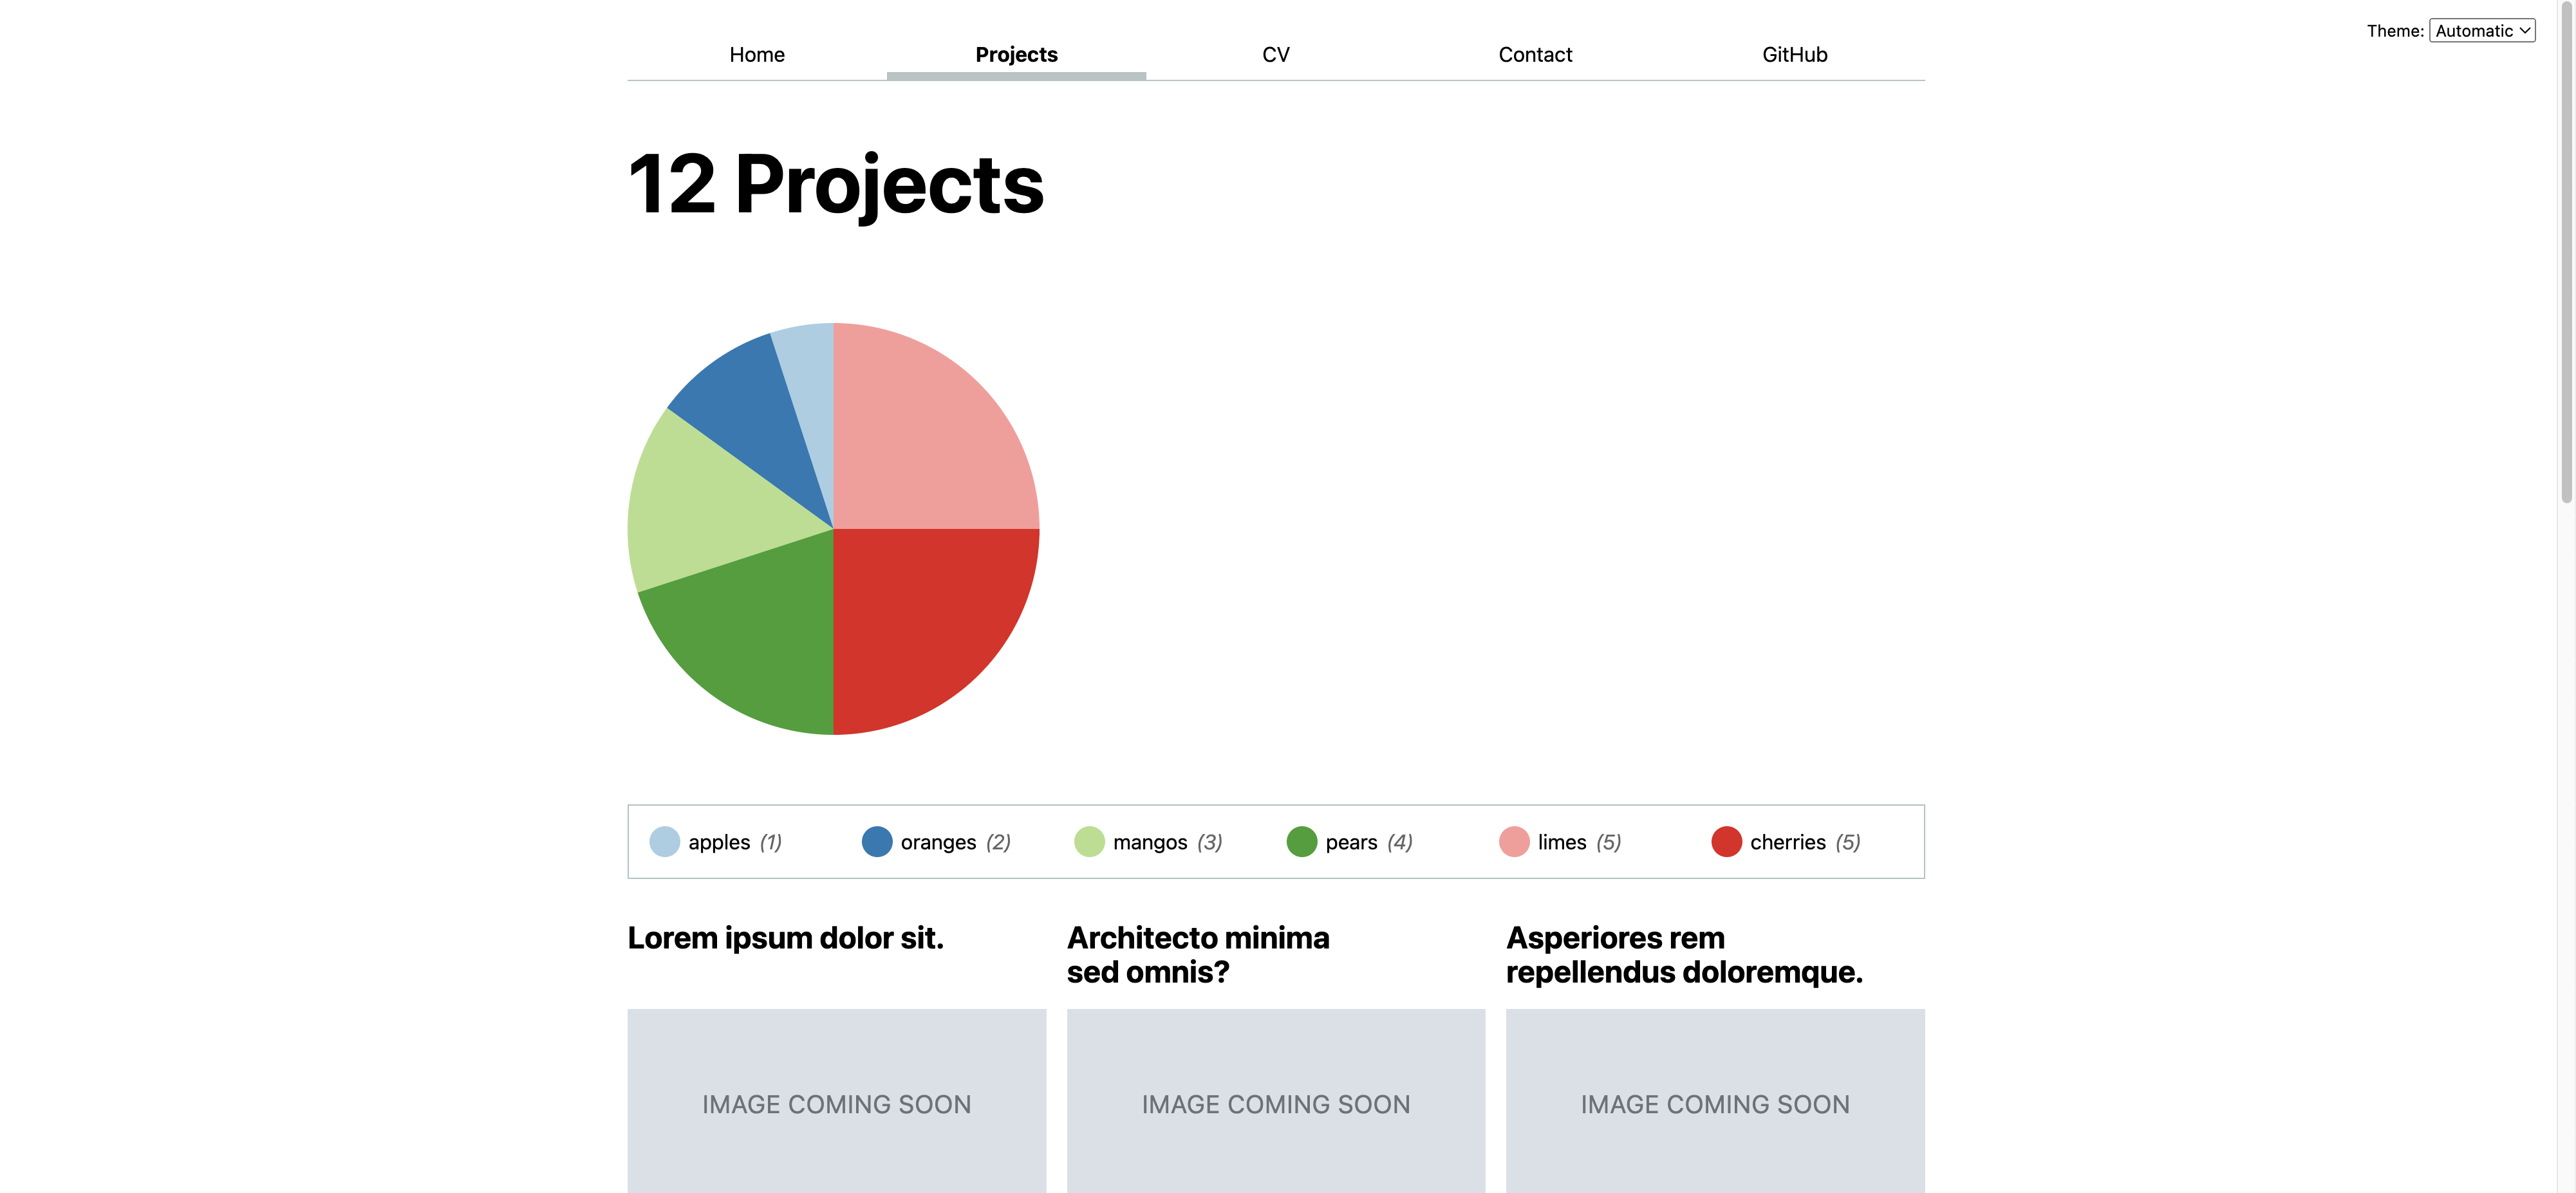 Theme: Automatic
Home Projects CV Contact GitHub
12 Projects
apples (1) oranges (2) mangos (3) pears (4) limes (5) cherries (5)
Lorem ipsum dolor sit.
Architecto minima
sed omnis?
Asperiores rem
repellendus doloremque.
IMAGE COMING SOON
IMAGE COMING SOON
IMAGE COMING SOON